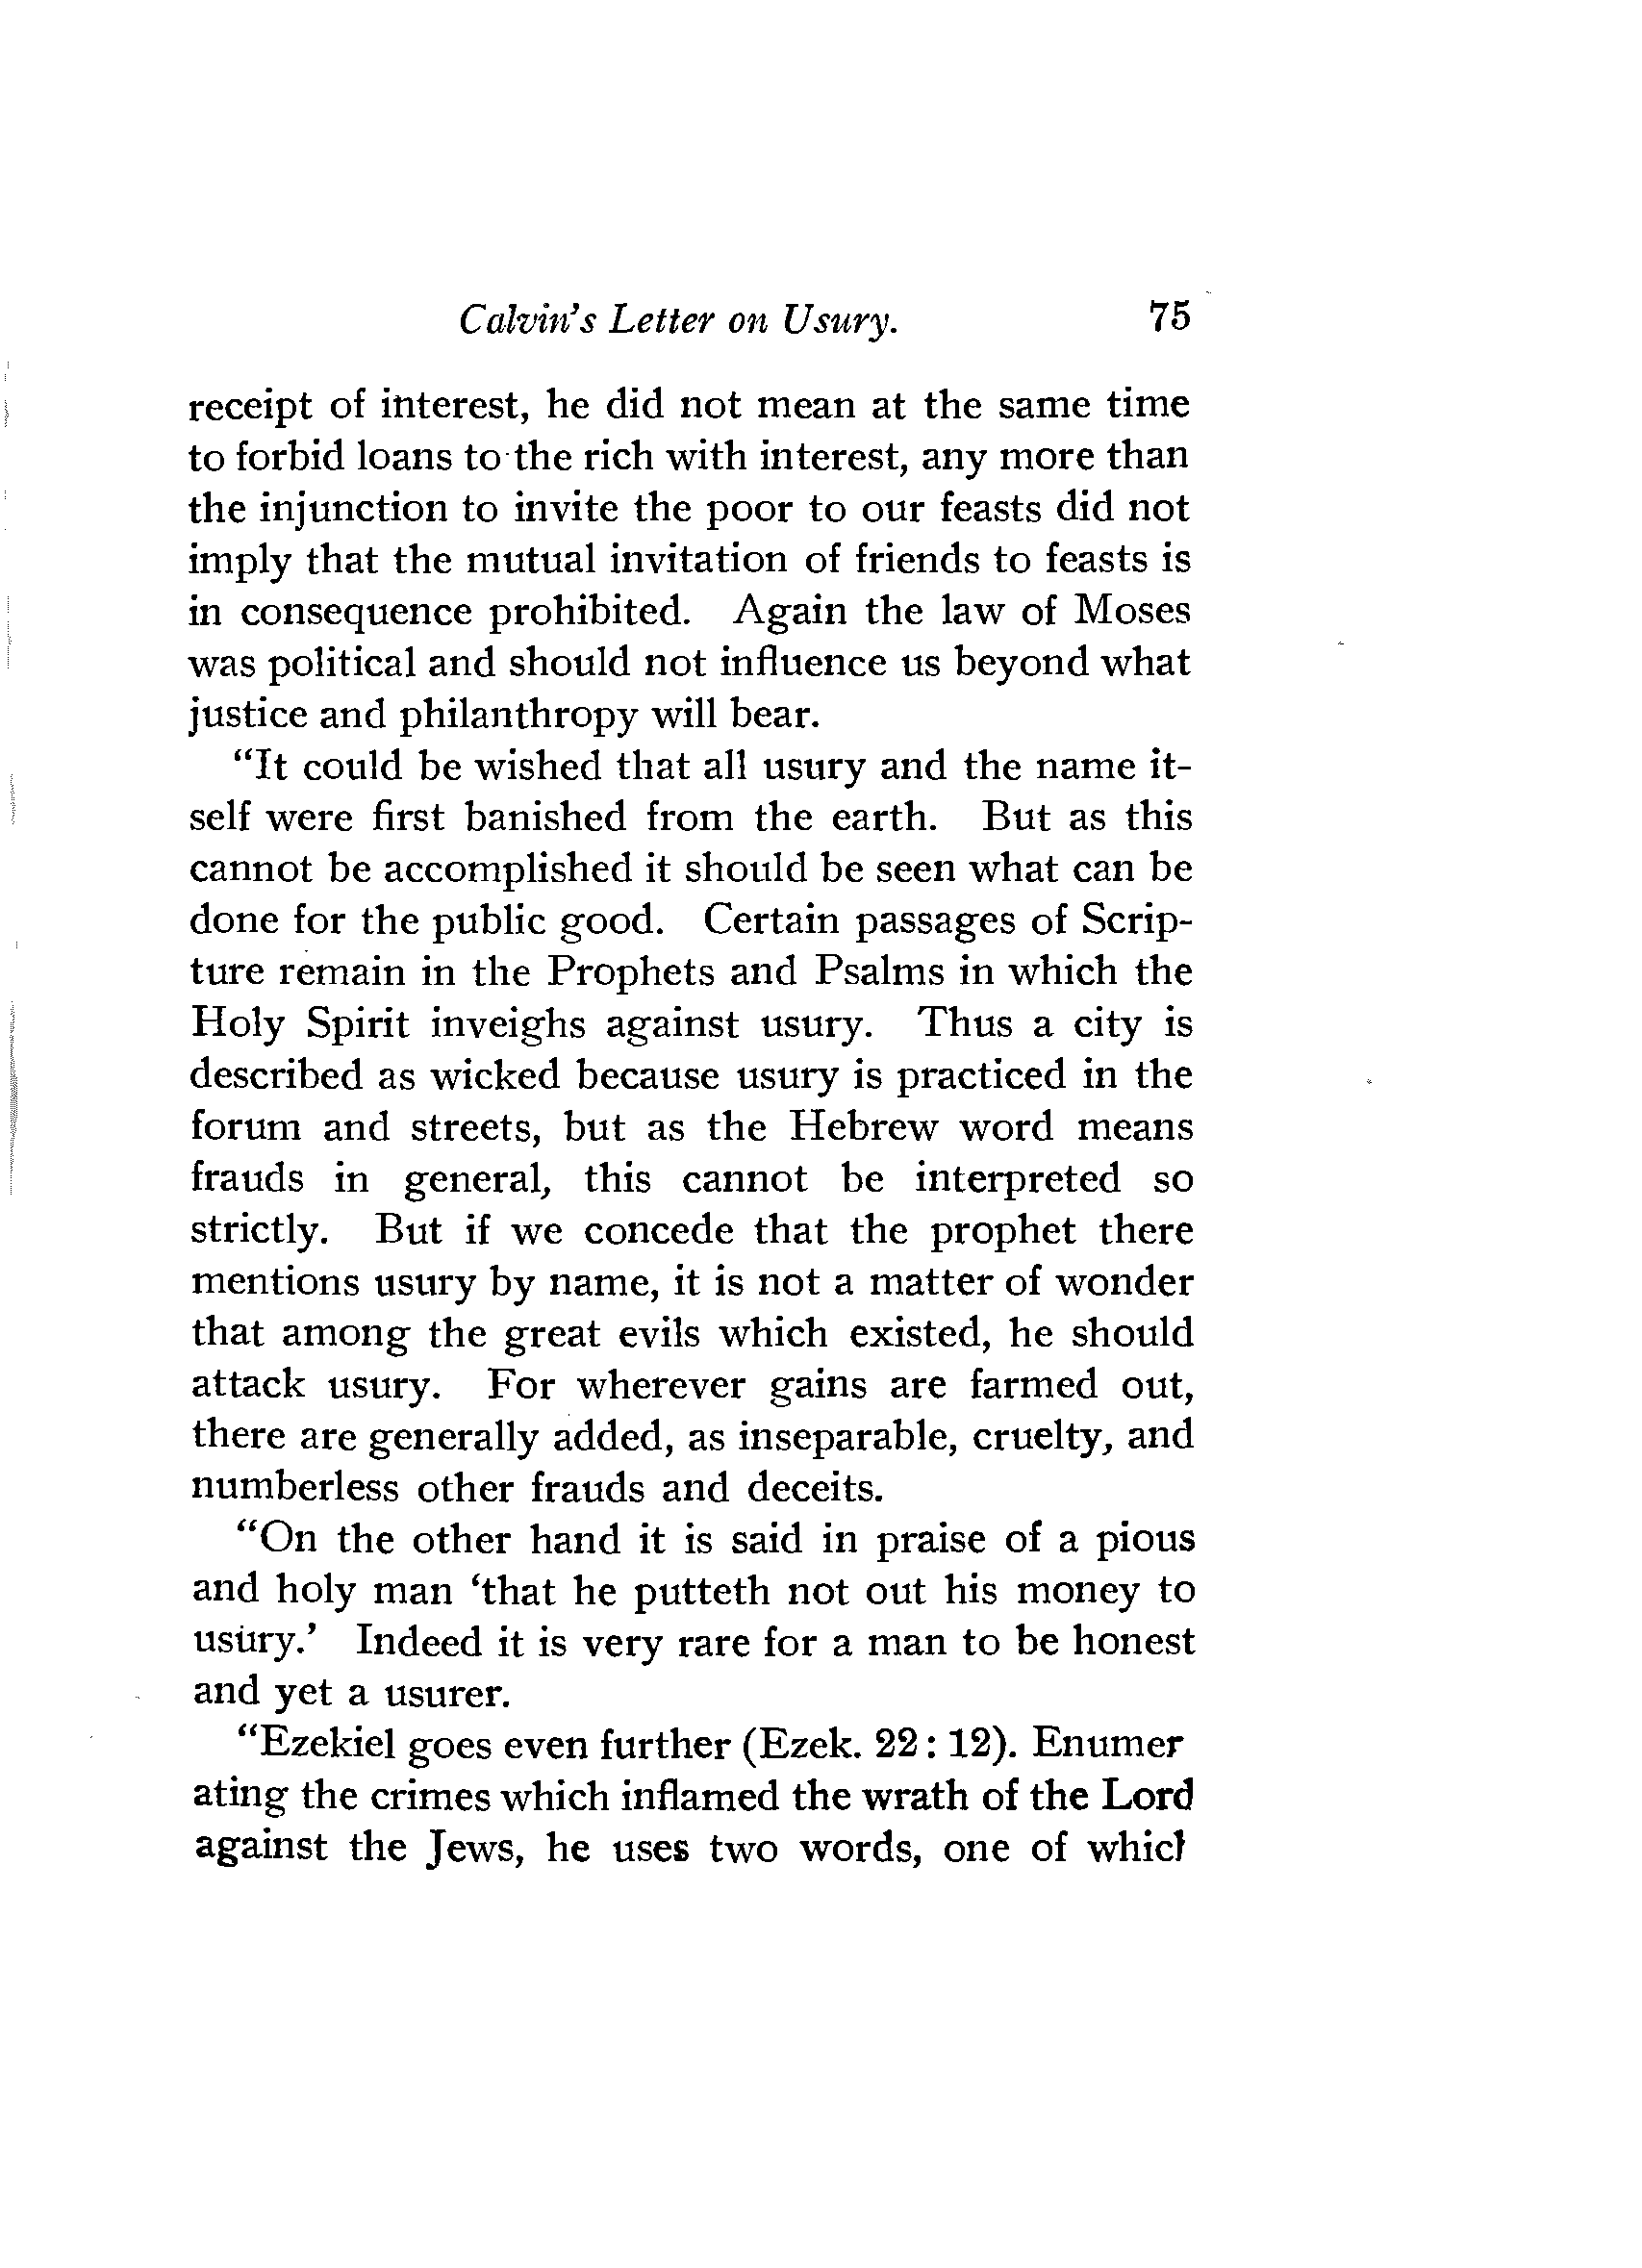 Calvin's Letter on Usury. 75
receipt of interest, he did not mean at the same time
to forbid loans to the rich with interest, any more than
the injunction to invite the poor to our feasts did not
imply that the mutual invitation of friends to feasts is
in consequence prohibited. Again the law of Moses
was political and should not influence us beyond what
justice and philanthropy will bear.
"It could be wished that all usury and the name it-
self were first banished from the earth. But as this
cannot be accomplished it should be seen what can be
done for the public good. Certain passages of Scrip-
ture remain in the Prophets and Psalms in which the
Holy Spirit inveighs against usury. Thus a city is
described as wicked because usury is practiced in the
forum and streets, but as the Hebrew word means
frauds in general, this cannot be interpreted so
strictly. But if we concede that the prophet there
mentions usury by name, it is not a matter of wonder
that among the great evils which existed, he should
attack usury. For wherever gains are farmed out,
there are generally added, as inseparable, cruelty, and
numberless other frauds and deceits.
"On the other hand it is said in praise of a pious
and holy man 'that he putteth not out his money to
usury.' Indeed it is very rare for a man to be honest
and yet a usurer.
"Ezekiel goes even further (Ezek. 22: 12). Enumer
ating the crimes which inflamed the wrath of the Lord
against the Jews, he uses two words, one of which